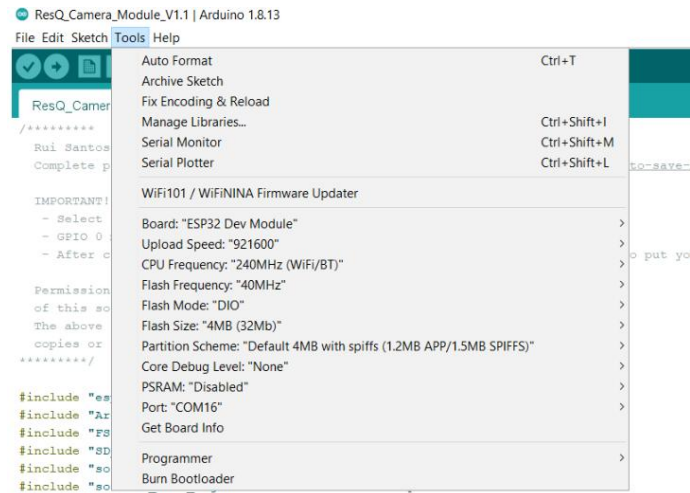 ResQ_Camera_Module_V1.1 | Arduino 1.8.13
File Edit Sketch Tools Help
ResQ_Camer
Auto Format Ctrl+T
Archive Sketch
Fix Encoding & Reload
Manage Libraries... Ctrl+Shift+I
Serial Monitor Ctrl+Shift+M
Serial Plotter Ctrl+Shift+L
WiFi101 / WiFiNINA Firmware Updater
Board: "ESP32 Dev Module"
Upload Speed: "921600"
CPU Frequency: "240MHz (WiFi/BT)"
Flash Frequency: "40MHz"
Flash Mode: "DIO"
Flash Size: "4MB (32Mb)"
Partition Scheme: "Default 4MB with spiffs (1.2MB APP/1.5MB SPIFFS)"
Core Debug Level: "None"
PSRAM: "Disabled"
Port: "COM16"
Get Board Info
Programmer
Burn Bootloader
/*********
Rui Santos
Complete p to-save-
IMPORTANT!
- Select
- GPIO 0
- After c o put yo
Permission
of this so
The above
copies or
*********/
#include "es
#include "Ar
#include "FS
#include "SD
#include "so
#include "so